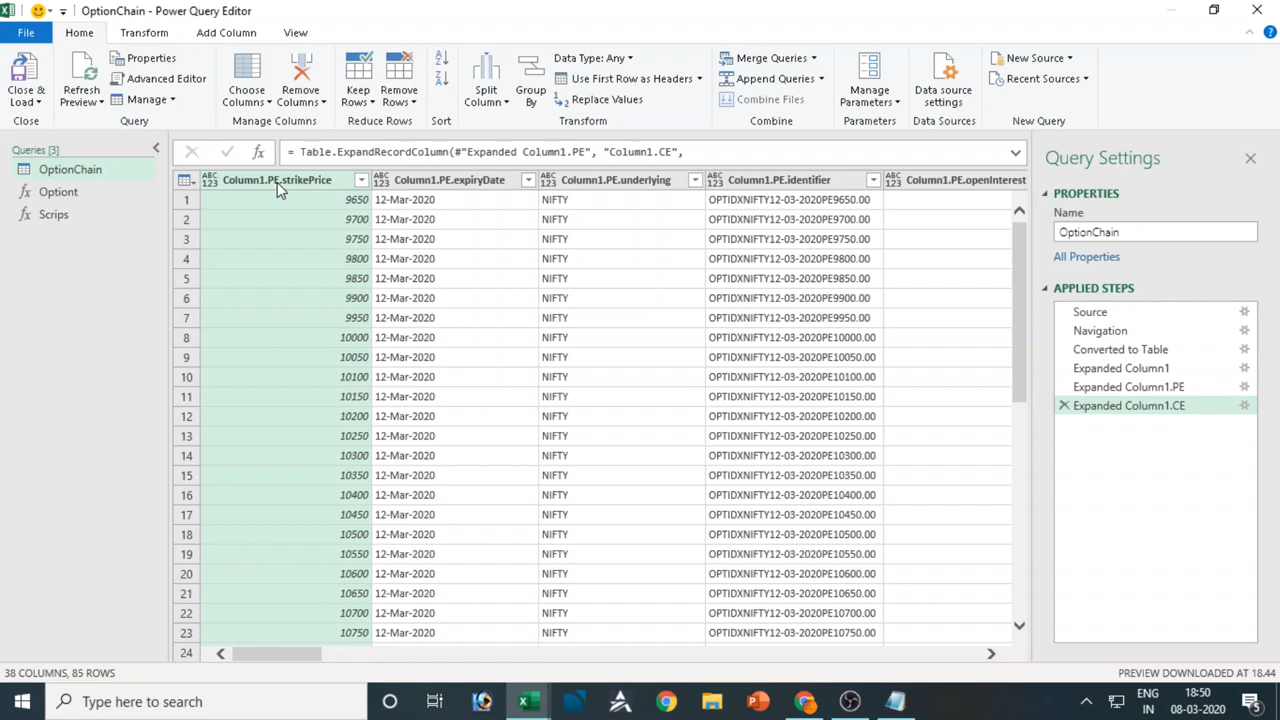 OptionChain - Power Query Editor
File Home Transform Add Column View
Close & Load
Refresh Preview
Properties
Advanced Editor
Manage
Choose Columns
Remove Columns
Keep Rows
Remove Rows
Split Column
Group By
Data Type: Any
Use First Row as Headers
1→2 Replace Values
Merge Queries
Append Queries
Combine Files
Manage Parameters
Data source settings
New Source
Recent Sources
Close Query Manage Columns Reduce Rows Sort Transform Combine Parameters Data Sources New Query
Queries [3]
OptionChain
fx Optiont
fx Scrips
fx = Table.ExpandRecordColumn(#"Expanded Column1.PE", "Column1.CE",
ABC 123 Column1.PE.strikePrice ABC 123 Column1.PE.expiryDate ABC 123 Column1.PE.underlying ABC 123 Column1.PE.identifier ABC 123 Column1.PE.openInterest
1 9650 12-Mar-2020 NIFTY OPTIDXNIFTY12-03-2020PE9650.00
2 9700 12-Mar-2020 NIFTY OPTIDXNIFTY12-03-2020PE9700.00
3 9750 12-Mar-2020 NIFTY OPTIDXNIFTY12-03-2020PE9750.00
4 9800 12-Mar-2020 NIFTY OPTIDXNIFTY12-03-2020PE9800.00
5 9850 12-Mar-2020 NIFTY OPTIDXNIFTY12-03-2020PE9850.00
6 9900 12-Mar-2020 NIFTY OPTIDXNIFTY12-03-2020PE9900.00
7 9950 12-Mar-2020 NIFTY OPTIDXNIFTY12-03-2020PE9950.00
8 10000 12-Mar-2020 NIFTY OPTIDXNIFTY12-03-2020PE10000.00
9 10050 12-Mar-2020 NIFTY OPTIDXNIFTY12-03-2020PE10050.00
10 10100 12-Mar-2020 NIFTY OPTIDXNIFTY12-03-2020PE10100.00
11 10150 12-Mar-2020 NIFTY OPTIDXNIFTY12-03-2020PE10150.00
12 10200 12-Mar-2020 NIFTY OPTIDXNIFTY12-03-2020PE10200.00
13 10250 12-Mar-2020 NIFTY OPTIDXNIFTY12-03-2020PE10250.00
14 10300 12-Mar-2020 NIFTY OPTIDXNIFTY12-03-2020PE10300.00
15 10350 12-Mar-2020 NIFTY OPTIDXNIFTY12-03-2020PE10350.00
16 10400 12-Mar-2020 NIFTY OPTIDXNIFTY12-03-2020PE10400.00
17 10450 12-Mar-2020 NIFTY OPTIDXNIFTY12-03-2020PE10450.00
18 10500 12-Mar-2020 NIFTY OPTIDXNIFTY12-03-2020PE10500.00
19 10550 12-Mar-2020 NIFTY OPTIDXNIFTY12-03-2020PE10550.00
20 10600 12-Mar-2020 NIFTY OPTIDXNIFTY12-03-2020PE10600.00
21 10650 12-Mar-2020 NIFTY OPTIDXNIFTY12-03-2020PE10650.00
22 10700 12-Mar-2020 NIFTY OPTIDXNIFTY12-03-2020PE10700.00
23 10750 12-Mar-2020 NIFTY OPTIDXNIFTY12-03-2020PE10750.00
24
Query Settings
PROPERTIES
Name
OptionChain
All Properties
APPLIED STEPS
Source
Navigation
Converted to Table
Expanded Column1
Expanded Column1.PE
Expanded Column1.CE
38 COLUMNS, 85 ROWS PREVIEW DOWNLOADED AT 18.44
Type here to search
ENG IN
18:50
08-03-2020
5